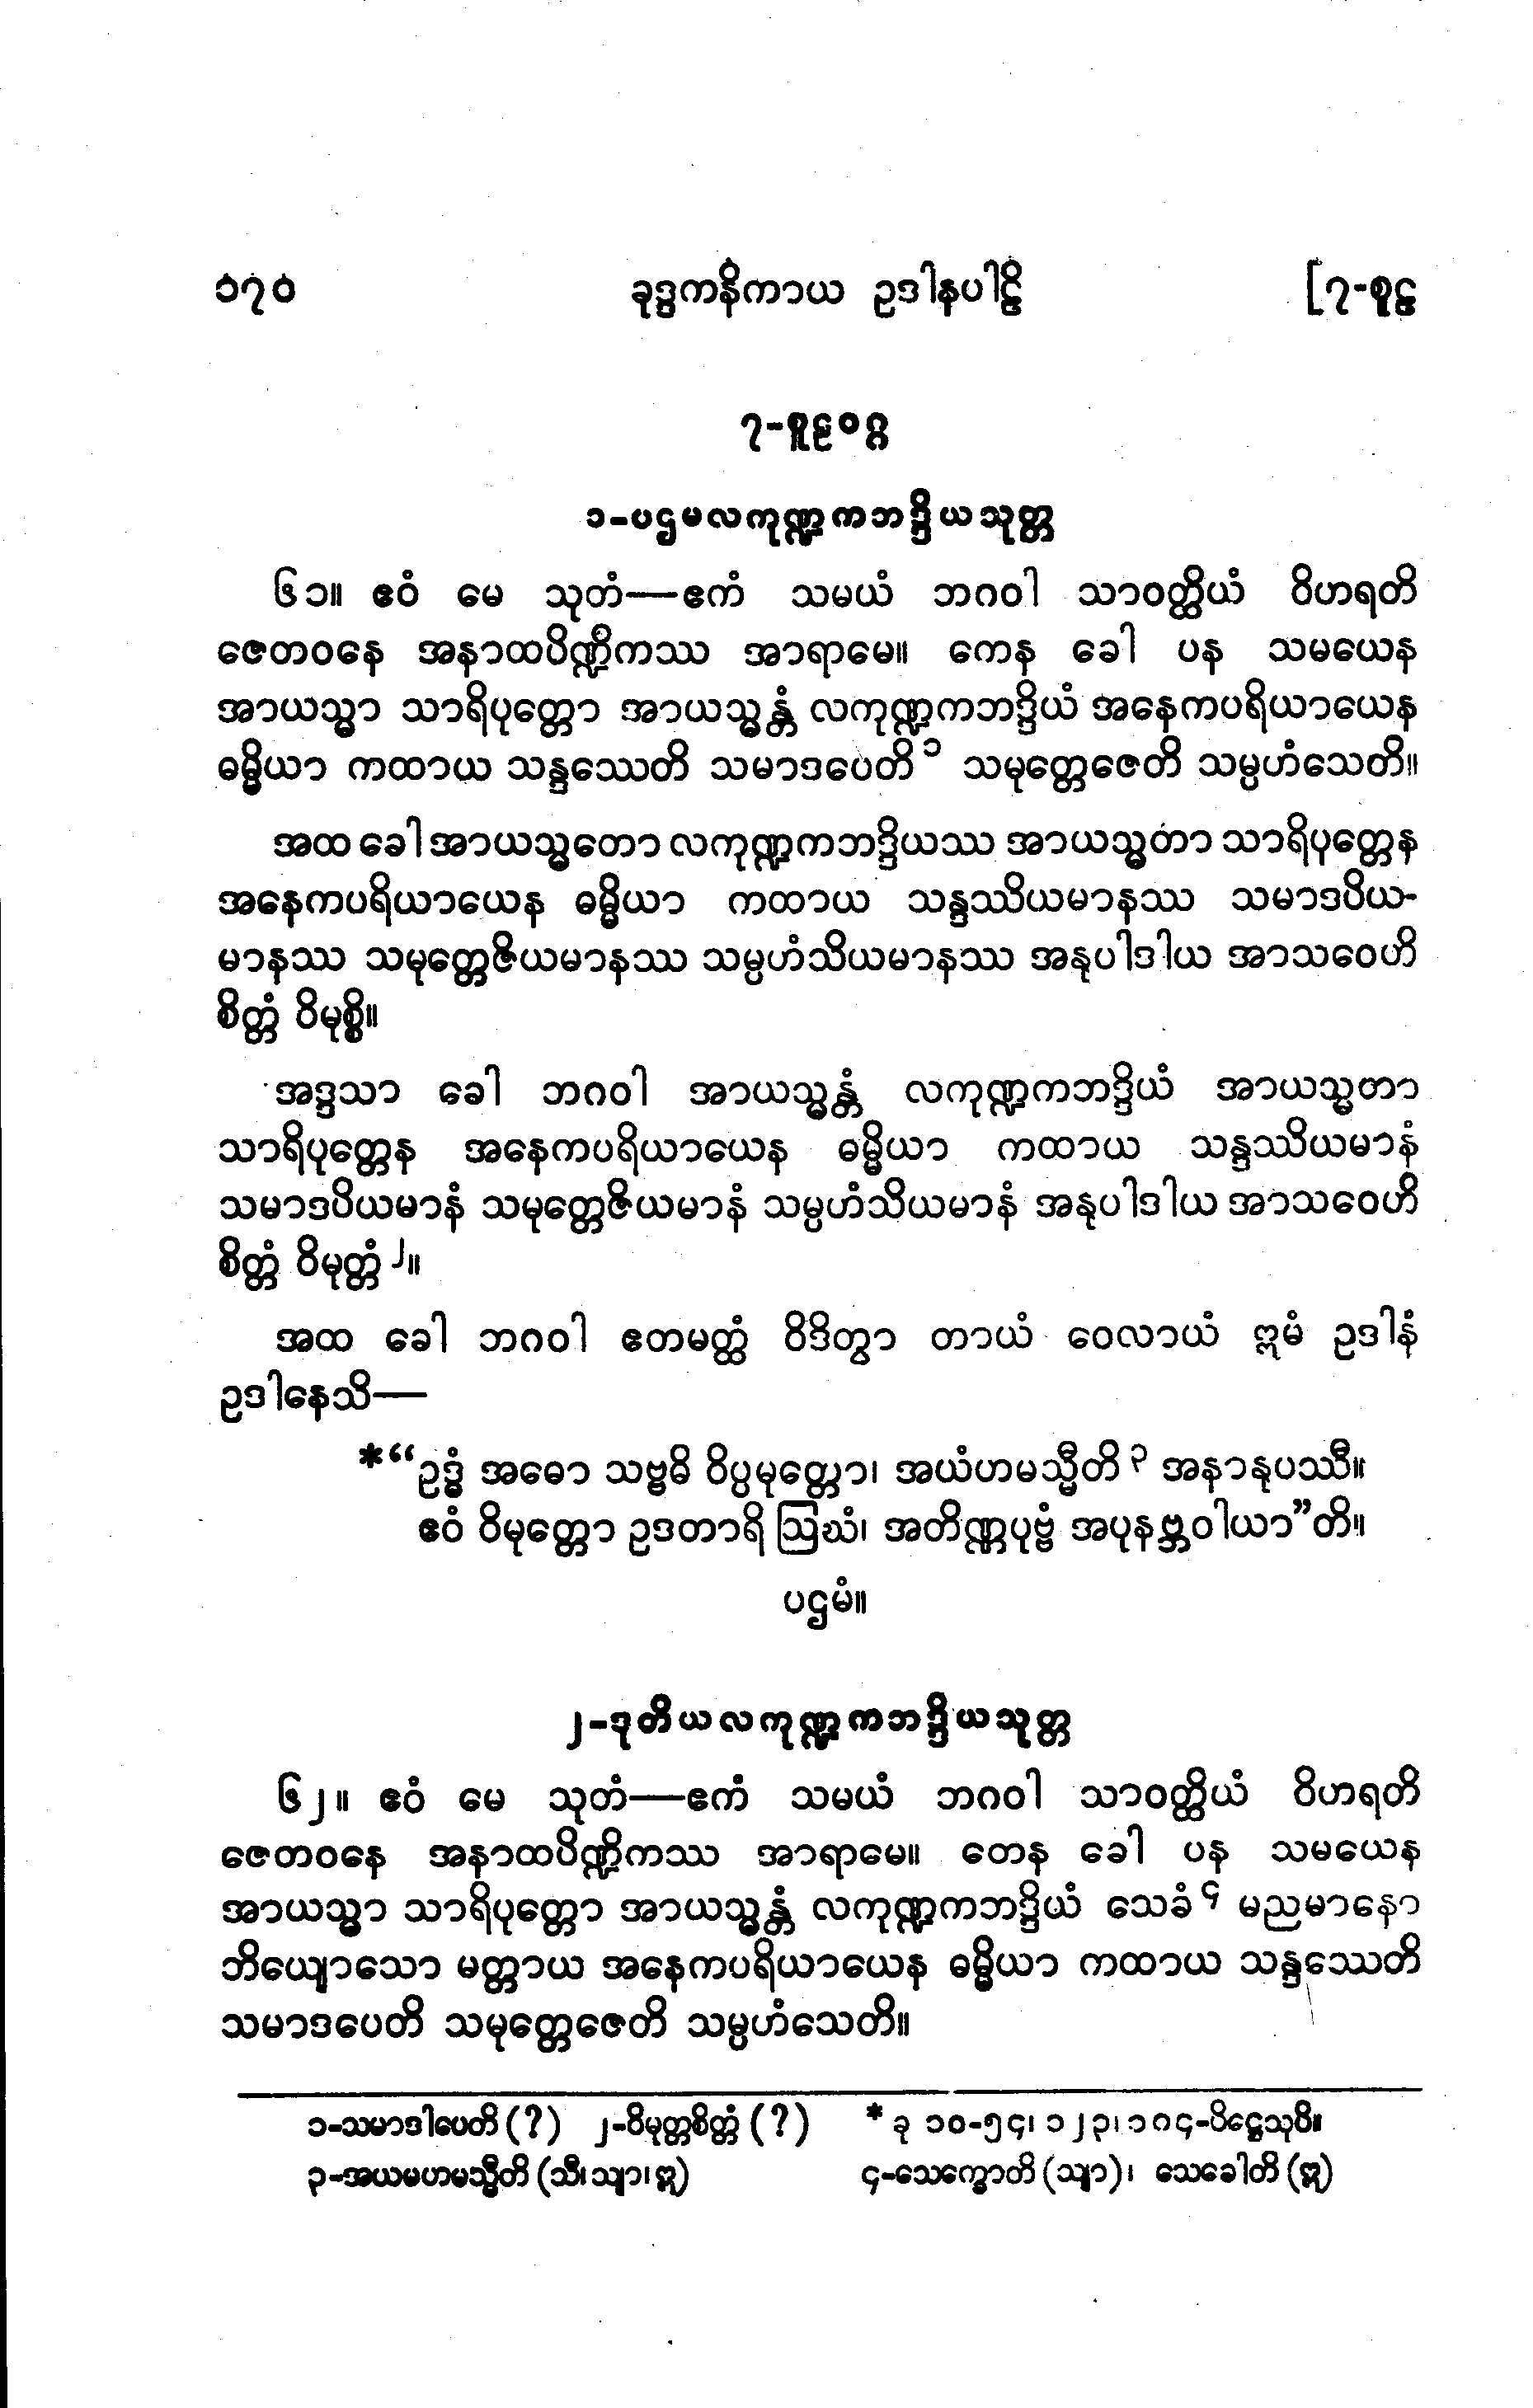 ၁၇၀ ခုဒ္ဒကနိကာယ ဥဒါနပါဠိ [၇-စူဠ
၇-စူဠဝဂ္ဂ
၁-ပဌမလကုဏ္ဍကဘဒ္ဒိယသုတ္တ
၆၁။ ဧဝံ မေ သုတံ—ဧကံ သမယံ ဘဂဝါ သာဝတ္ထိယံ ဝိဟရတိ
ဇေတဝနေ အနာထပိဏ္ဍိကဿ အာရာမေ။ ကေန ခေါ ပန သမယေန
အာယသ္မာ သာရိပုတ္တော အာယသ္မန္တံ လကုဏ္ဍကဘဒ္ဒိယံ အနေကပရိယာယေန
ဓမ္မိယာ ကထာယ သန္ဒဿေတိ သမာဒပေတိ ၁ သမုတ္တေဇေတိ သမ္ပဟံသေတိ။
အထ ခေါ အာယသ္မတော လကုဏ္ဍကဘဒ္ဒိယဿ အာယသ္မတာ သာရိပုတ္တေန
အနေကပရိယာယေန ဓမ္မိယာ ကထာယ သန္ဒဿိယမာနဿ သမာဒပိယ-
မာနဿ သမုတ္တေဇိယမာနဿ သမ္ပဟံသိယမာနဿ အနုပါဒါယ အာသဝေဟိ
စိတ္တံ ဝိမုစ္စိ။
အဒ္ဒသာ ခေါ ဘဂဝါ အာယသ္မန္တံ လကုဏ္ဍကဘဒ္ဒိယံ အာယသ္မတာ
သာရိပုတ္တေန အနေကပရိယာယေန ဓမ္မိယာ ကထာယ သန္ဒဿိယမာနံ
သမာဒပိယမာနံ သမုတ္တေဇိယမာနံ သမ္ပဟံသိယမာနံ အနုပါဒါယ အာသဝေဟိ
စိတ္တံ ဝိမုတ္တံ ၂။
အထ ခေါ ဘဂဝါ ဧတမတ္ထံ ဝိဒိတွာ တာယံ ဝေလာယံ ဣမံ ဥဒါနံ
ဥဒါနေသိ—
*“ဥဒ္ဓံ အဓော သဗ္ဗဓိ ဝိပ္ပမုတ္တော၊ အယံဟမသ္မီတိ ၃ အနာနုပဿီ။
ဧဝံ ဝိမုတ္တော ဥဒတာရိ ဩဃံ၊ အတိဏ္ဏပုဗ္ဗံ အပုနဗ္ဘဝါယာ”တိ။
ပဌမံ။
၂-ဒုတိယလကုဏ္ဍကဘဒ္ဒိယသုတ္တ
၆၂။ ဧဝံ မေ သုတံ—ဧကံ သမယံ ဘဂဝါ သာဝတ္ထိယံ ဝိဟရတိ
ဇေတဝနေ အနာထပိဏ္ဍိကဿ အာရာမေ။ တေန ခေါ ပန သမယေန
အာယသ္မာ သာရိပုတ္တော အာယသ္မန္တံ လကုဏ္ဍကဘဒ္ဒိယံ သေခံ ၄ မညမာနော
ဘိယျောသော မတ္တာယ အနေကပရိယာယေန ဓမ္မိယာ ကထာယ သန္ဒဿေတိ
သမာဒပေတိ သမုတ္တေဇေတိ သမ္ပဟံသေတိ။
၁-သမာဒါပေတိ (?) ၂-ဝိမုတ္တစိတ္တံ (?) * ခု ၁၀-၅၄၊ ၁၂၃၊ ၁၈၄-ပိဋ္ဌေသုပိ။
၃-အယမဟမသ္မီတိ (သီ၊ သျာ၊ ဣ) ၄-သေက္ခောတိ (သျာ)၊ သေခေါတိ (ဣ)